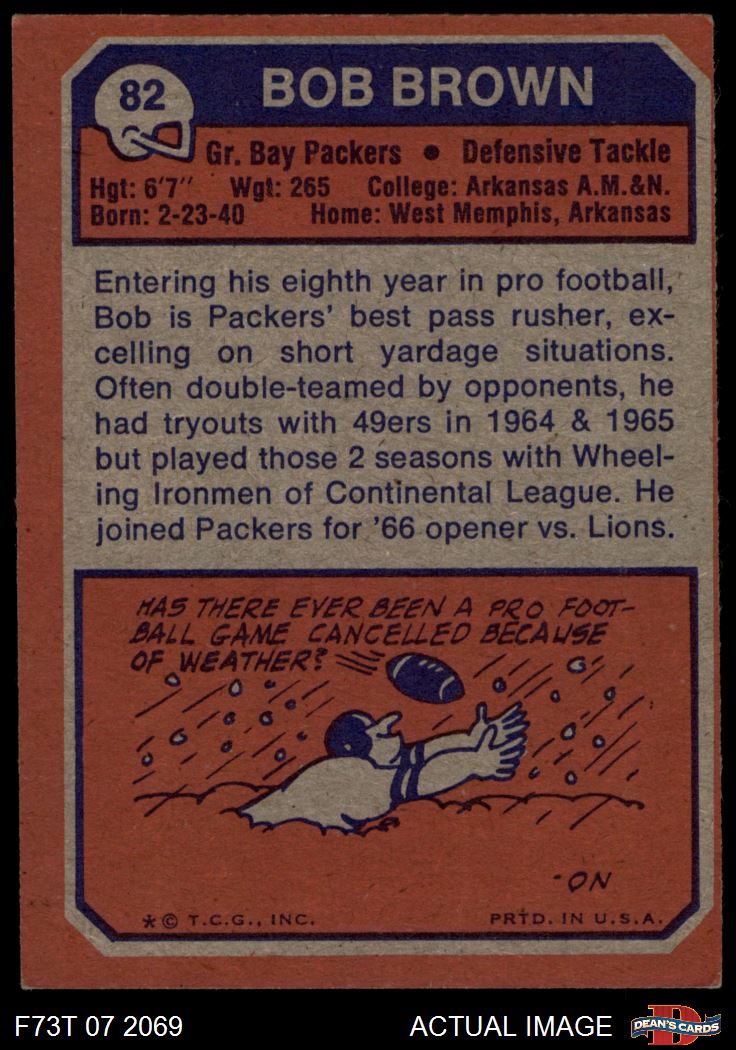 82
BOB BROWN
Gr. Bay Packers • Defensive Tackle
Hgt: 6'7" Wgt: 265 College: Arkansas A.M.&N.
Born: 2-23-40 Home: West Memphis, Arkansas
Entering his eighth year in pro football,
Bob is Packers' best pass rusher, ex-
celling on short yardage situations.
Often double-teamed by opponents, he
had tryouts with 49ers in 1964 & 1965
but played those 2 seasons with Wheel-
ing Ironmen of Continental League. He
joined Packers for '66 opener vs. Lions.
HAS THERE EVER BEEN A PRO FOOT-
BALL GAME CANCELLED BECAUSE
OF WEATHER?
-ON
*© T.C.G., INC. PRTD. IN U.S.A.
F73T 07 2069 ACTUAL IMAGE D DEAN'S CARDS